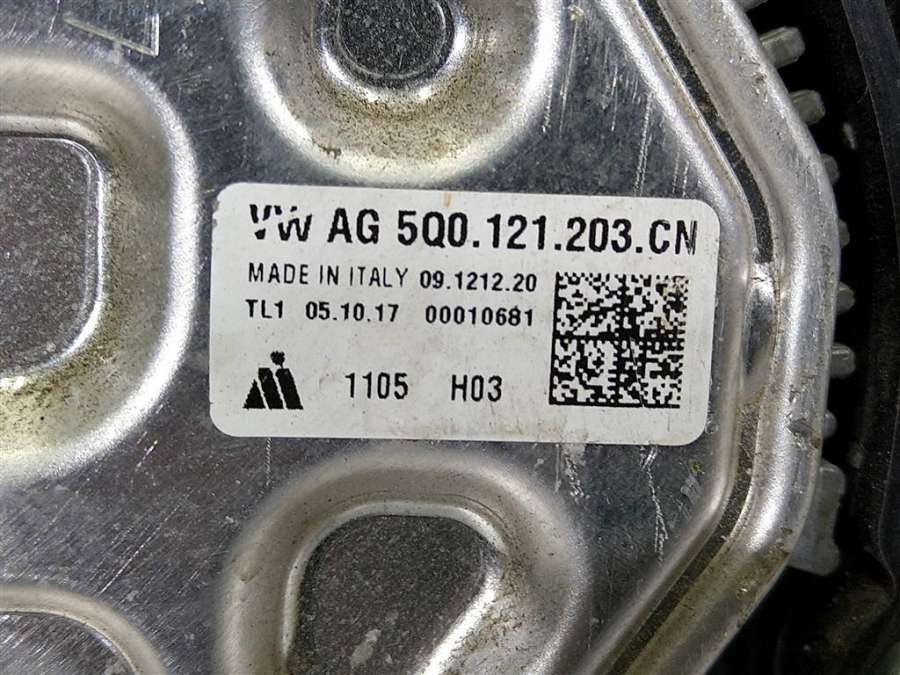 VW AG 5Q0.121.203.CN
MADE IN ITALY 09.1212.20
TL1 05.10.17 00010681
1105 H03